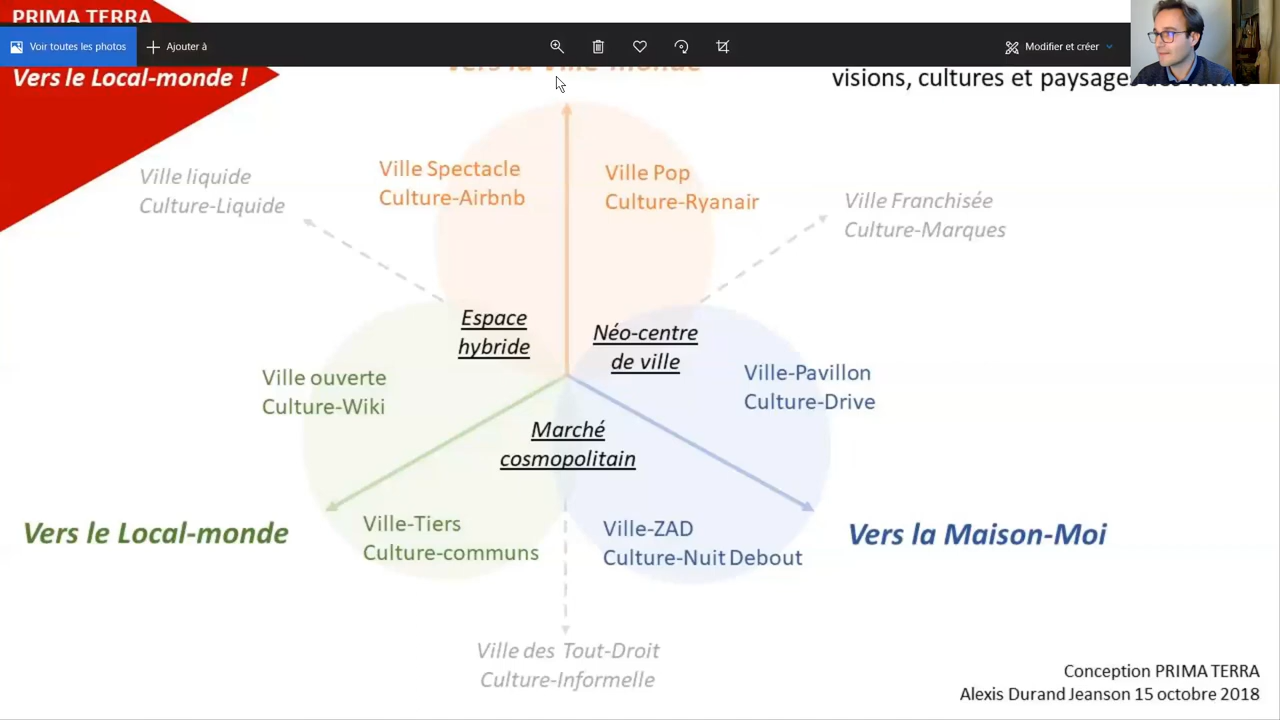 PRIMA TERRA
Voir toutes les photos
Ajouter à
Modifier et créer
Vers le Local-monde !
Vers la Ville-monde
visions, cultures et paysages
Ville liquide
Culture-Liquide
Ville Spectacle
Culture-Airbnb
Ville Pop
Culture-Ryanair
Ville Franchisée
Culture-Marques
Espace
hybride
Néo-centre
de ville
Ville ouverte
Culture-Wiki
Ville-Pavillon
Culture-Drive
Marché
cosmopolitain
Vers le Local-monde
Ville-Tiers
Culture-communs
Ville-ZAD
Culture-Nuit Debout
Vers la Maison-Moi
Ville des Tout-Droit
Culture-Informelle
Conception PRIMA TERRA
Alexis Durand Jeanson 15 octobre 2018